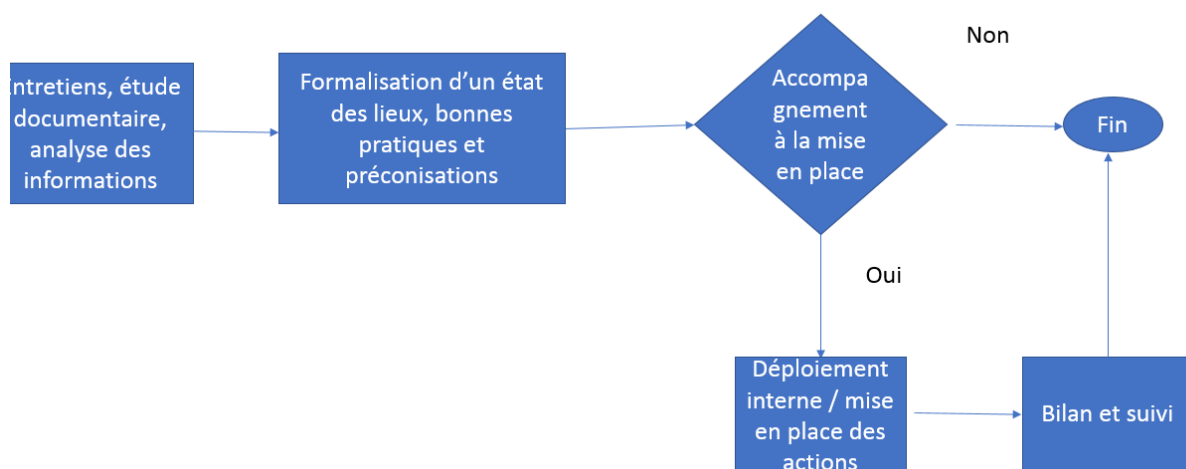 Entretiens, étude
documentaire,
analyse des
informations
Formalisation d’un état
des lieux, bonnes
pratiques et
préconisations
Accompa
gnement
à la mise
en place
Non
Fin
Oui
Déploiement
interne / mise
en place des
actions
Bilan et suivi